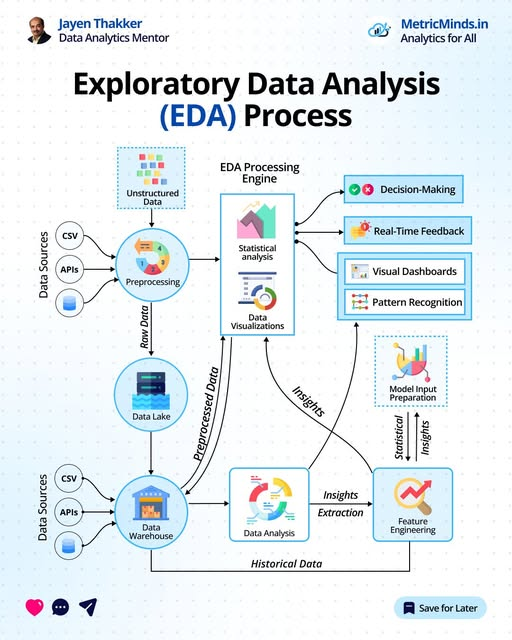 Jayen Thakker
Data Analytics Mentor
MetricMinds.in
Analytics for All
Exploratory Data Analysis
(EDA) Process
Unstructured
Data
EDA Processing
Engine
Decision-Making
CSV
Data Sources
APIs
Preprocessing
Statistical
analysis
Real-Time Feedback
Visual Dashboards
Data
Visualizations
Pattern Recognition
Raw Data
Data Lake
Preprocessed Data
Insights
Model Input
Preparation
Statistical
Insights
CSV
Data Sources
APIs
Data
Warehouse
Data Analysis
Insights
Extraction
Feature
Engineering
Historical Data
Save for Later